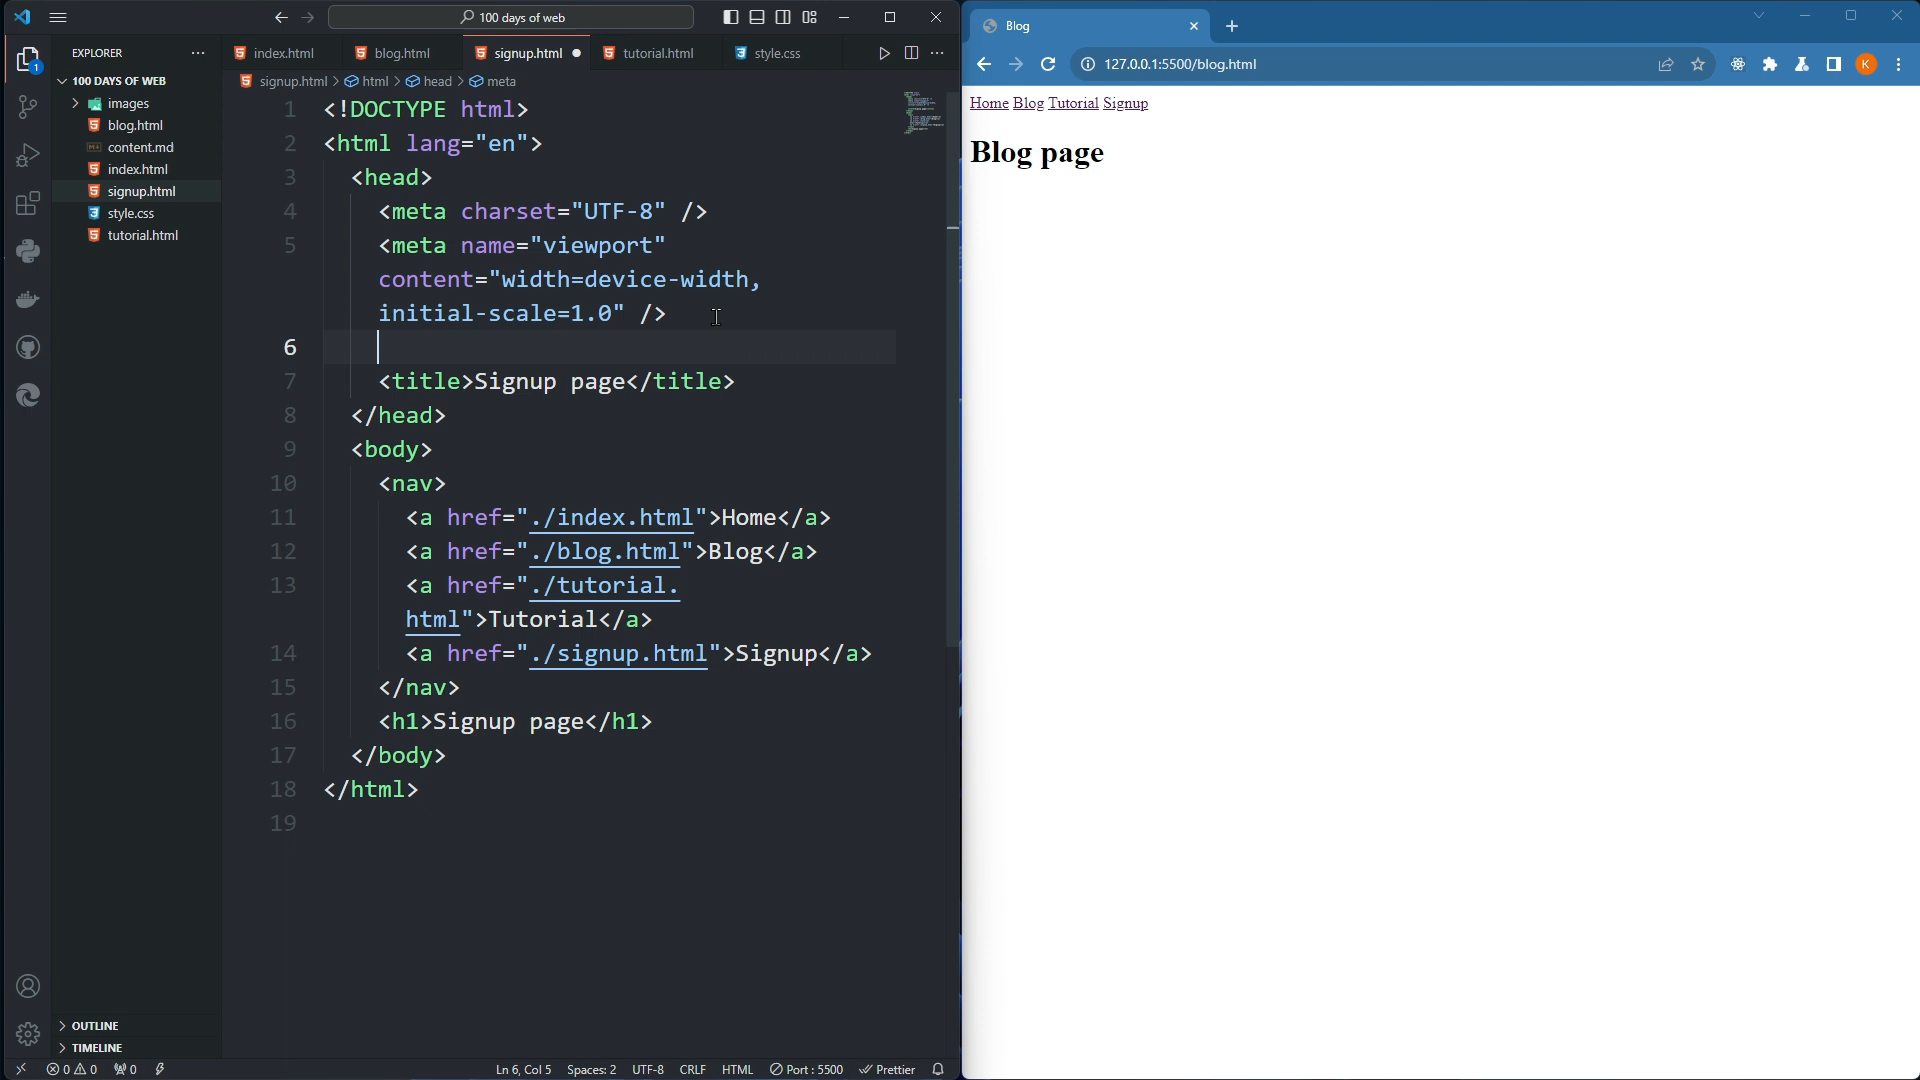 100 days of web
EXPLORER
index.html
blog.html
signup.html
tutorial.html
style.css
100 DAYS OF WEB
images
blog.html
content.md
index.html
signup.html
style.css
tutorial.html
signup.html > html > head > meta
1 <!DOCTYPE html>
2 <html lang="en">
3 <head>
4 <meta charset="UTF-8" />
5 <meta name="viewport"
content="width=device-width,
initial-scale=1.0" />
6
7 <title>Signup page</title>
8 </head>
9 <body>
10 <nav>
11 <a href="./index.html">Home</a>
12 <a href="./blog.html">Blog</a>
13 <a href="./tutorial.
html">Tutorial</a>
14 <a href="./signup.html">Signup</a>
15 </nav>
16 <h1>Signup page</h1>
17 </body>
18 </html>
19
OUTLINE
TIMELINE
0 0 0 Ln 6, Col 5 Spaces: 2 UTF-8 CRLF HTML Port : 5500 Prettier
Blog
127.0.0.1:5500/blog.html
K
Home Blog Tutorial Signup
Blog page